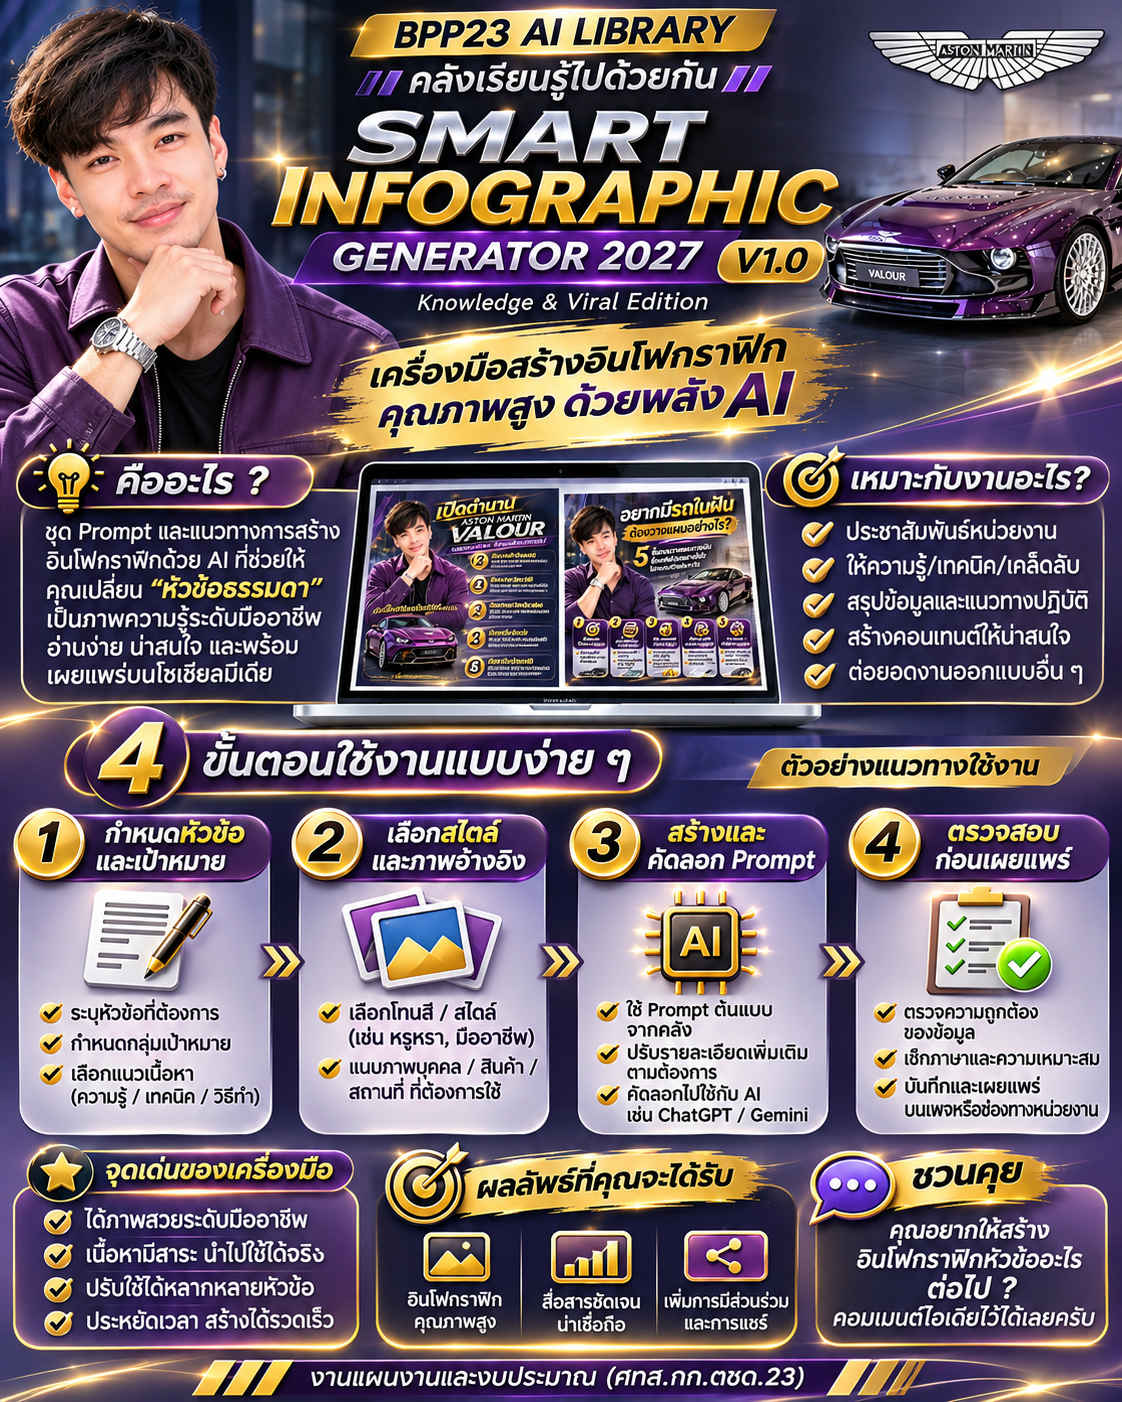 BPP23 AI LIBRARY
คลังเรียนรู้ไปด้วยกัน
ASTON MARTIN
SMART
INFOGRAPHIC
GENERATOR 2027 V1.0
Knowledge & Viral Edition
VALOUR
เครื่องมือสร้างอินโฟกราฟิก
คุณภาพสูง ด้วยพลัง AI
คืออะไร ?
ชุด Prompt และแนวทางการสร้าง
อินโฟกราฟิกด้วย AI ที่ช่วยให้
คุณเปลี่ยน "หัวข้อธรรมดา"
เป็นภาพความรู้ระดับมืออาชีพ
อ่านง่าย น่าสนใจ และพร้อม
เผยแพร่บนโซเชียลมีเดีย
เปิดตำนาน
ASTON MARTIN
VALOUR
อยากมีรถในฝัน
ต้องวางแผนอย่างไร?
5
เหมาะกับงานอะไร?
ประชาสัมพันธ์หน่วยงาน
ให้ความรู้/เทคนิค/เคล็ดลับ
สรุปข้อมูลและแนวทางปฏิบัติ
สร้างคอนเทนต์ให้น่าสนใจ
ต่อยอดงานออกแบบอื่น ๆ
4 ขั้นตอนใช้งานแบบง่าย ๆ
ตัวอย่างแนวทางใช้งาน
1 กำหนดหัวข้อ
และเป้าหมาย
ระบุหัวข้อที่ต้องการ
กำหนดกลุ่มเป้าหมาย
เลือกแนวเนื้อหา
(ความรู้ / เทคนิค / วิธีทำ)
2 เลือกสไตล์
และภาพอ้างอิง
เลือกโทนสี / สไตล์
(เช่น หรูหรา, มืออาชีพ)
แนบภาพบุคคล / สินค้า /
สถานที่ ที่ต้องการใช้
3 สร้างและ
คัดลอก Prompt
AI
ใช้ Prompt ต้นแบบ
จากคลัง
ปรับรายละเอียดเพิ่มเติม
ตามต้องการ
คัดลอกไปใช้กับ AI
เช่น ChatGPT / Gemini
4 ตรวจสอบ
ก่อนเผยแพร่
ตรวจความถูกต้อง
ของข้อมูล
เช็กภาษาและความเหมาะสม
บันทึกและเผยแพร่
บนเพจหรือช่องทางหน่วยงาน
จุดเด่นของเครื่องมือ
ได้ภาพสวยระดับมืออาชีพ
เนื้อหามีสาระ นำไปใช้ได้จริง
ปรับใช้ได้หลากหลายหัวข้อ
ประหยัดเวลา สร้างได้รวดเร็ว
ผลลัพธ์ที่คุณจะได้รับ
อินโฟกราฟิก
คุณภาพสูง
สื่อสารชัดเจน
น่าเชื่อถือ
เพิ่มการมีส่วนร่วม
และการแชร์
ชวนคุย
คุณอยากให้สร้าง
อินโฟกราฟิกหัวข้ออะไร
ต่อไป ?
คอมเมนต์ไอเดียไว้ได้เลยครับ
งานแผนงานและงบประมาณ (ศทส.กก.ตชด.23)